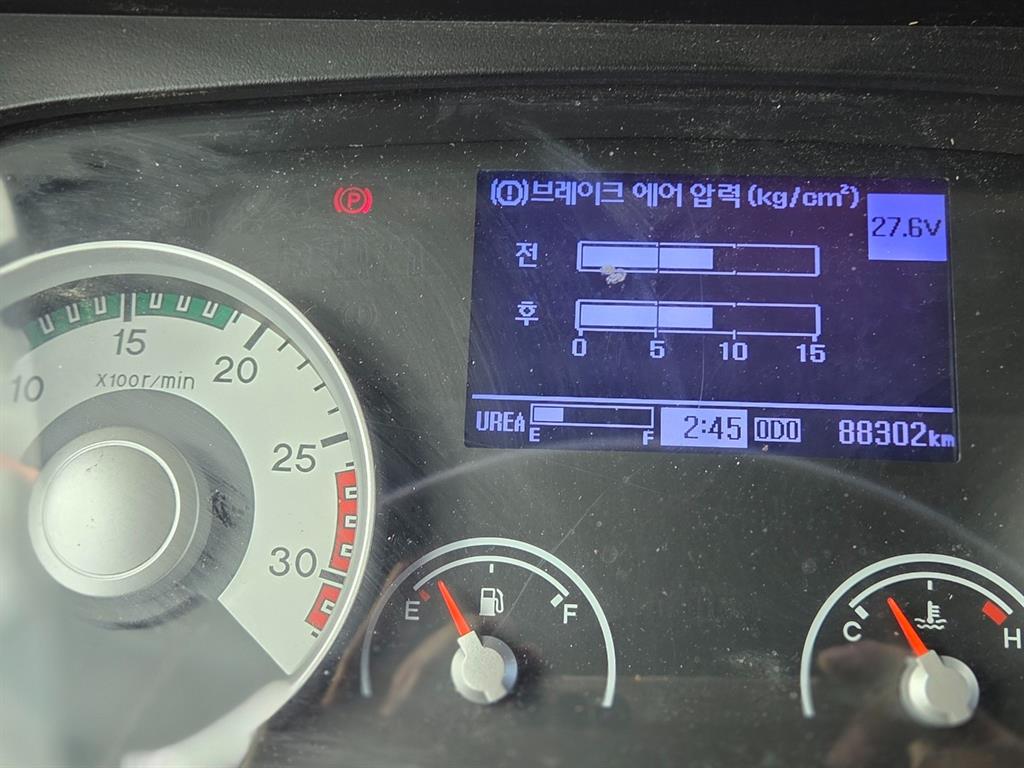 (!)브레이크 에어 압력(kg/cm²)
27.6V
전
후
0 5 10 15
UREA E F 2:45 ODO 88302km
(P)
10 15 20 25 30
X100r/min
E F
C H